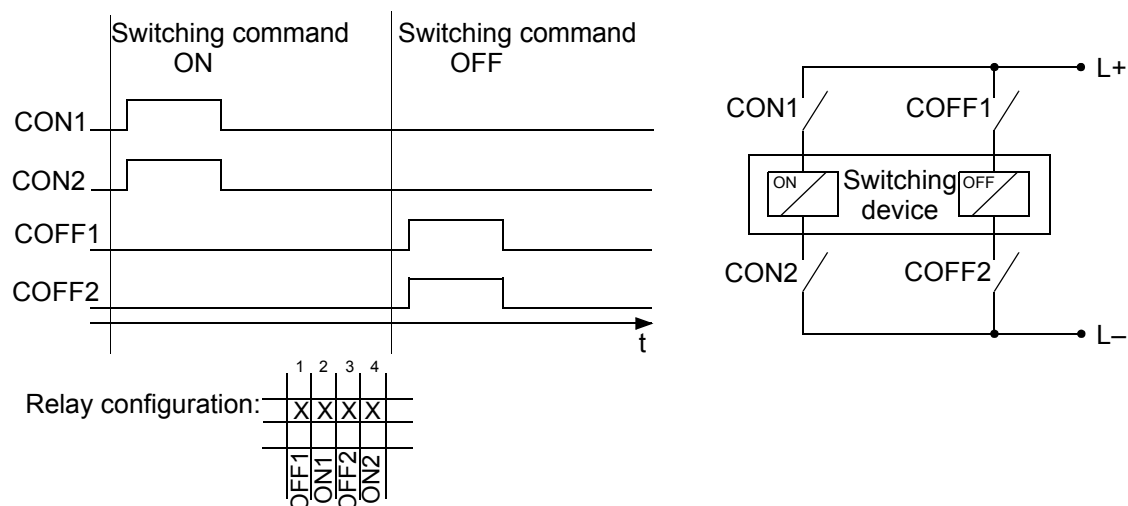 Switching command
ON
Switching command
OFF
CON1
CON2
COFF1
COFF2
t
L+
CON1
COFF1
ON
Switching
device
OFF
CON2
COFF2
L–
1 2 3 4
Relay configuration:
X X X X
OFF1
ON1
OFF2
ON2